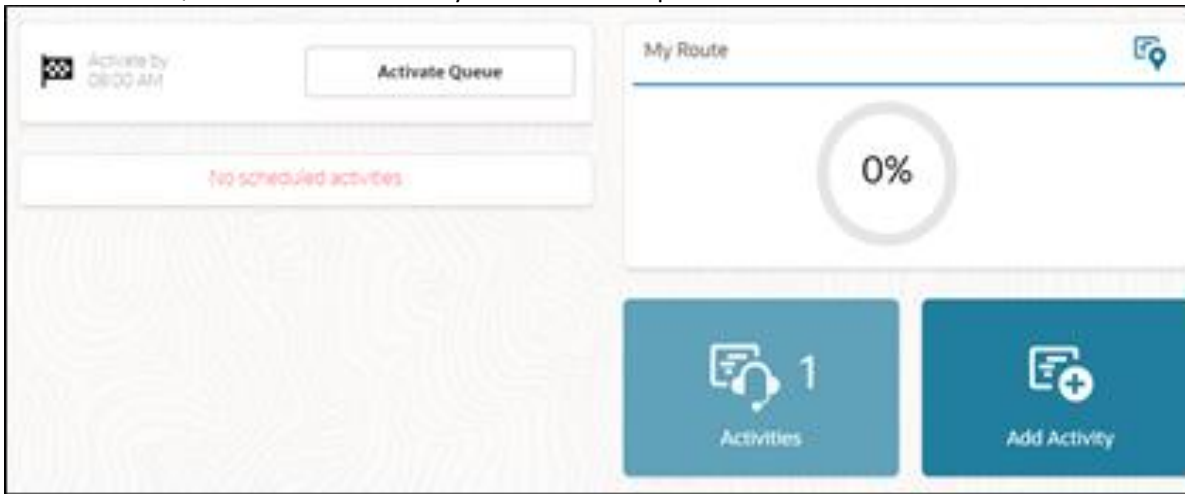 Activate by
08:00 AM
Activate Queue
No scheduled activities
My Route
0%
1
Activities
Add Activity